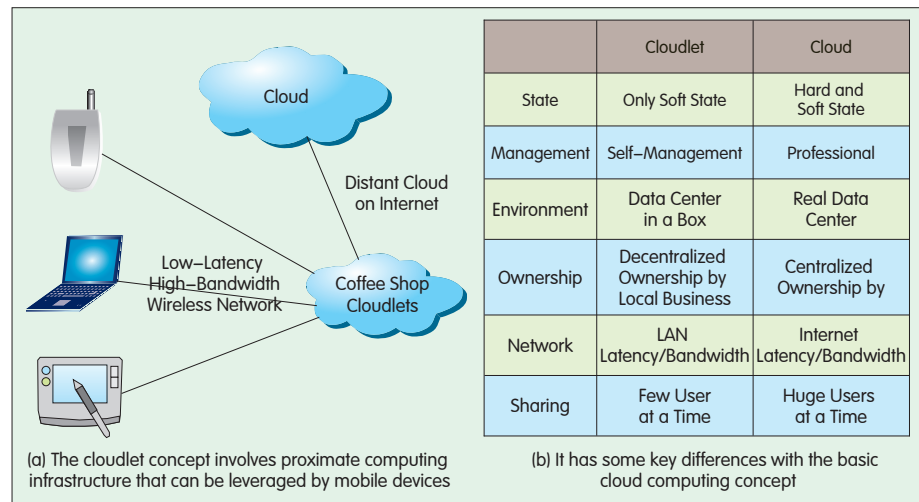 Cloud
Distant Cloud
on Internet
Low–Latency
High–Bandwidth
Wireless Network
Coffee Shop
Cloudlets
(a) The cloudlet concept involves proximate computing
infrastructure that can be leveraged by mobile devices
Cloudlet
Cloud
State
Only Soft State
Hard and
Soft State
Management
Self–Management
Professional
Environment
Data Center
in a Box
Real Data
Center
Ownership
Decentralized
Ownership by
Local Business
Centralized
Ownership by
Network
LAN
Latency/Bandwidth
Internet
Latency/Bandwidth
Sharing
Few User
at a Time
Huge Users
at a Time
(b) It has some key differences with the basic
cloud computing concept